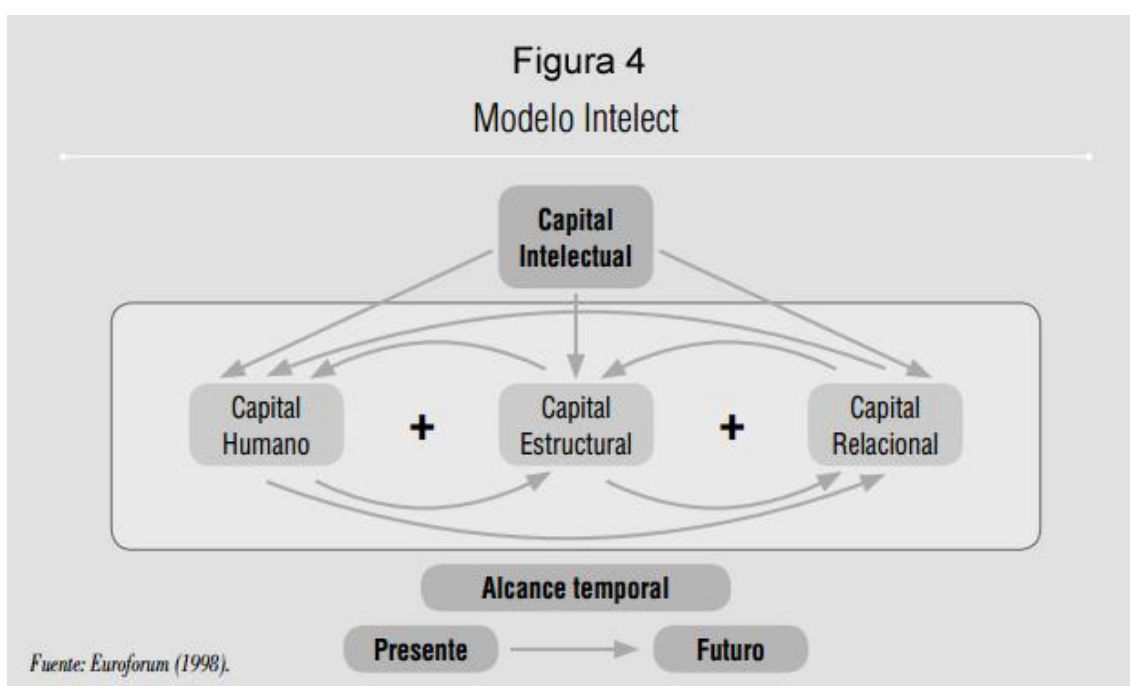 Figura 4
Modelo Intelect
Capital
Intelectual
Capital
Humano
+
Capital
Estructural
+
Capital
Relacional
Alcance temporal
Presente
Futuro
Fuente: Euroforum (1998).